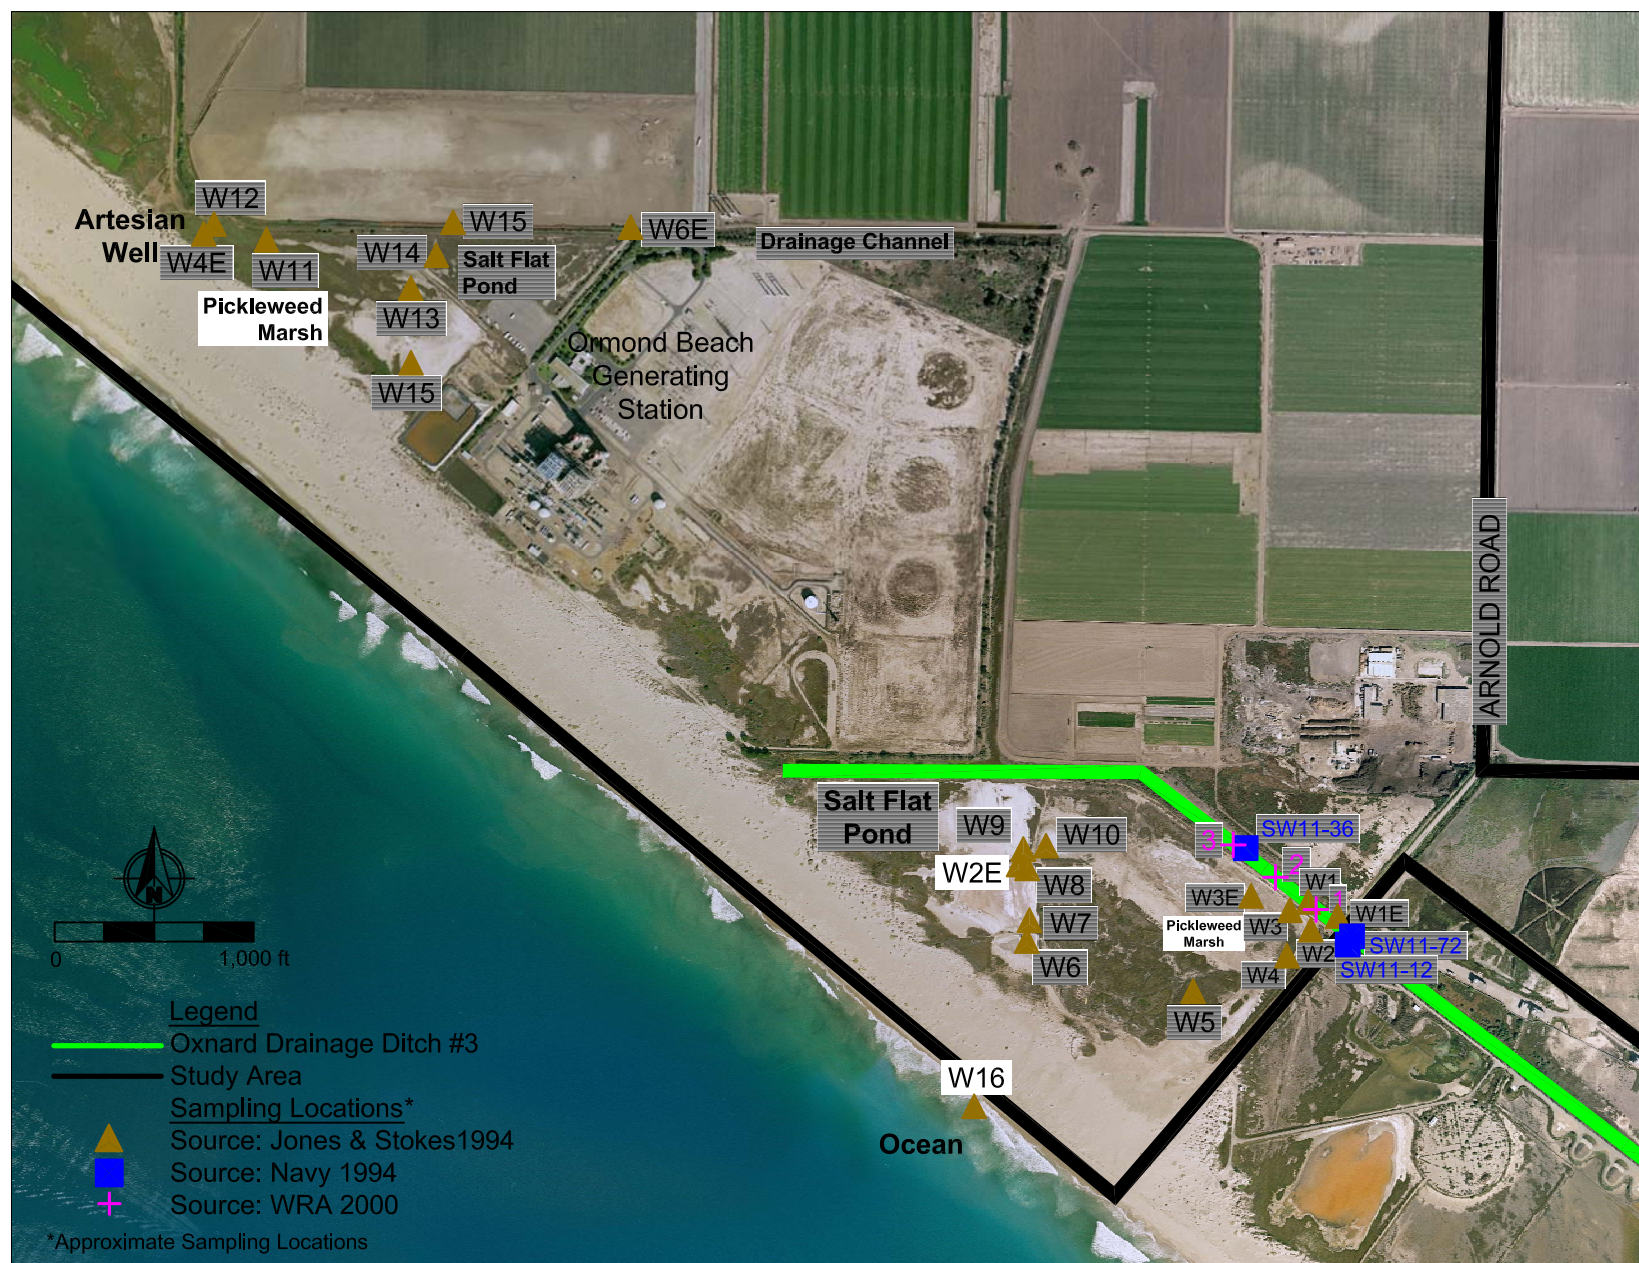 W12
Artesian
Well
W4E
W11
Pickleweed
Marsh
W15
W14
Salt Flat
Pond
W13
W15
W6E
Drainage Channel
Ormond Beach
Generating
Station
ARNOLD ROAD
Salt Flat
Pond
W9
W10
W2E
W8
W7
W6
3
SW11-36
2
W1
1
W3E
W1E
W3
Pickleweed
Marsh
W2
SW11-72
W4
SW11-12
W5
W16
Ocean
N
0
1,000 ft
Legend
Oxnard Drainage Ditch #3
Study Area
Sampling Locations*
Source: Jones & Stokes1994
Source: Navy 1994
Source: WRA 2000
*Approximate Sampling Locations